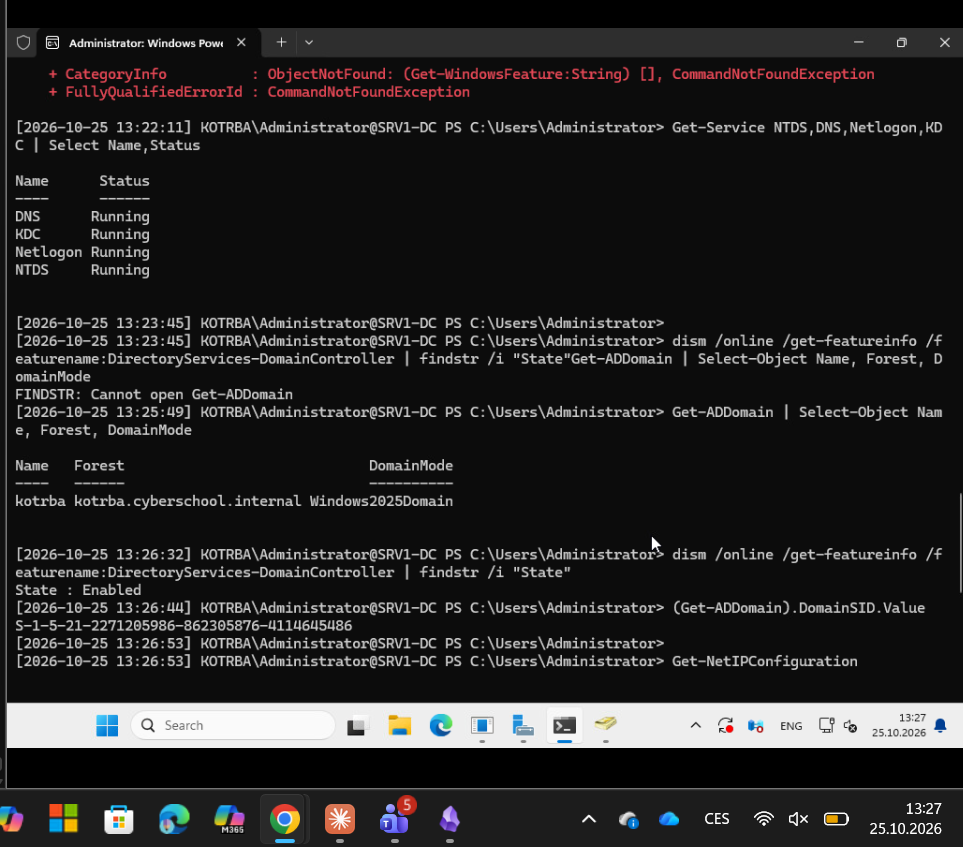 Administrator: Windows Powe
+ CategoryInfo          : ObjectNotFound: (Get-WindowsFeature:String) [], CommandNotFoundException
+ FullyQualifiedErrorId : CommandNotFoundException
[2026-10-25 13:22:11] KOTRBA\Administrator@SRV1-DC PS C:\Users\Administrator> Get-Service NTDS,DNS,Netlogon,KD
C | Select Name,Status
Name      Status
----      ------
DNS      Running
KDC      Running
Netlogon Running
NTDS     Running
[2026-10-25 13:23:45] KOTRBA\Administrator@SRV1-DC PS C:\Users\Administrator>
[2026-10-25 13:23:45] KOTRBA\Administrator@SRV1-DC PS C:\Users\Administrator> dism /online /get-featureinfo /f
eaturename:DirectoryServices-DomainController | findstr /i "State"Get-ADDomain | Select-Object Name, Forest, D
omainMode
FINDSTR: Cannot open Get-ADDomain
[2026-10-25 13:25:49] KOTRBA\Administrator@SRV1-DC PS C:\Users\Administrator> Get-ADDomain | Select-Object Nam
e, Forest, DomainMode
Name   Forest                             DomainMode
----   ------                             ----------
kotrba kotrba.cyberschool.internal Windows2025Domain
[2026-10-25 13:26:32] KOTRBA\Administrator@SRV1-DC PS C:\Users\Administrator> dism /online /get-featureinfo /f
eaturename:DirectoryServices-DomainController | findstr /i "State"
State : Enabled
[2026-10-25 13:26:44] KOTRBA\Administrator@SRV1-DC PS C:\Users\Administrator> (Get-ADDomain).DomainSID.Value
S-1-5-21-2271205986-862305876-4114645486
[2026-10-25 13:26:53] KOTRBA\Administrator@SRV1-DC PS C:\Users\Administrator>
[2026-10-25 13:26:53] KOTRBA\Administrator@SRV1-DC PS C:\Users\Administrator> Get-NetIPConfiguration
Search
ENG
13:27
25.10.2026
M365
5
CES
13:27
25.10.2026